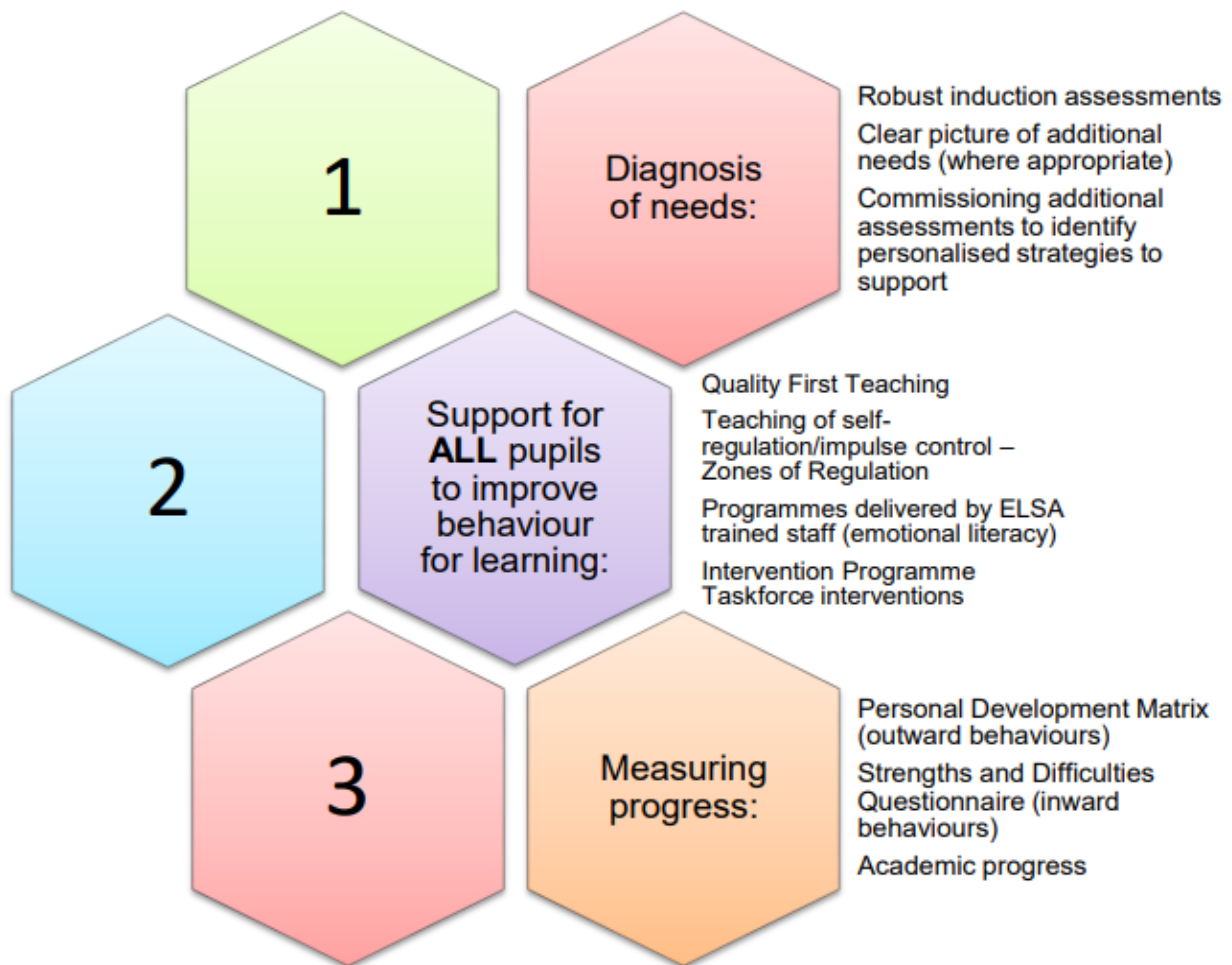 1
Diagnosis
of needs:
Robust induction assessments
Clear picture of additional
needs (where appropriate)
Commissioning additional
assessments to identify
personalised strategies to
support
2
Support for
ALL pupils
to improve
behaviour
for learning:
Quality First Teaching
Teaching of self-
regulation/impulse control –
Zones of Regulation
Programmes delivered by ELSA
trained staff (emotional literacy)
Intervention Programme
Taskforce interventions
3
Measuring
progress:
Personal Development Matrix
(outward behaviours)
Strengths and Difficulties
Questionnaire (inward
behaviours)
Academic progress